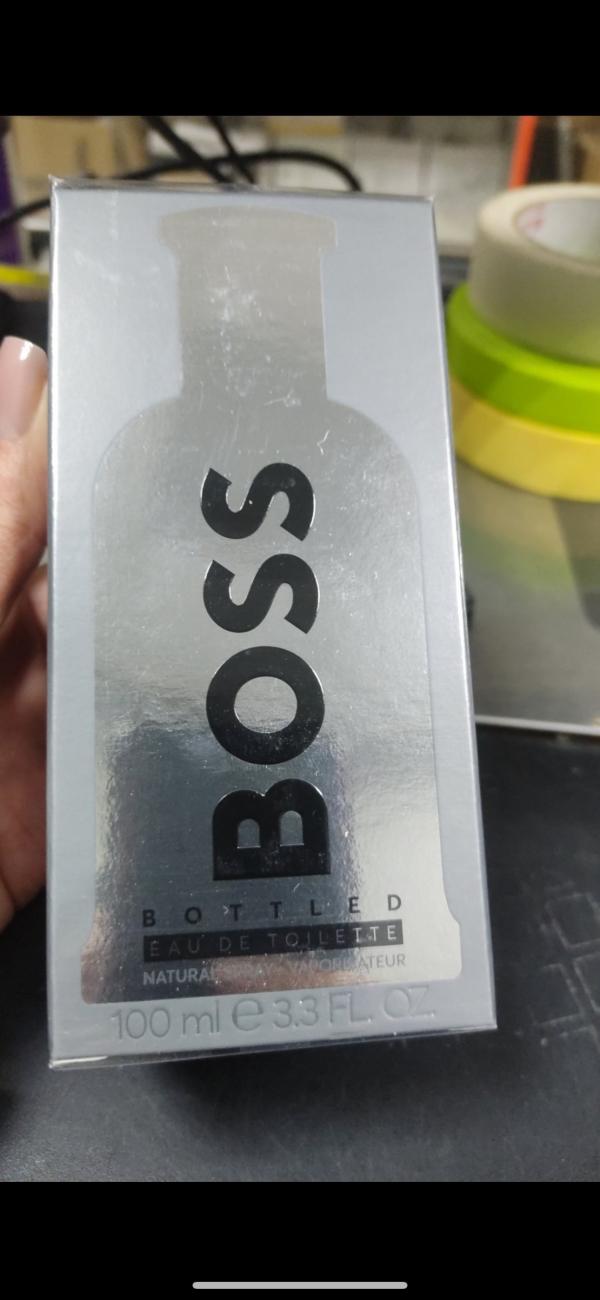 BOSS
BOTTLED
EAU DE TOILETTE
NATURAL SPRAY VAPORISATEUR
100 ml e 3.3 FL. OZ.